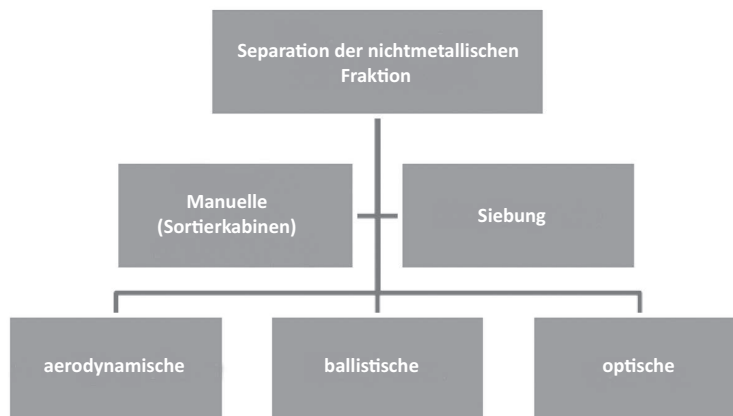 Separation der nichtmetallischen
Fraktion
Manuelle
(Sortierkabinen)
Siebung
aerodynamische
ballistische
optische